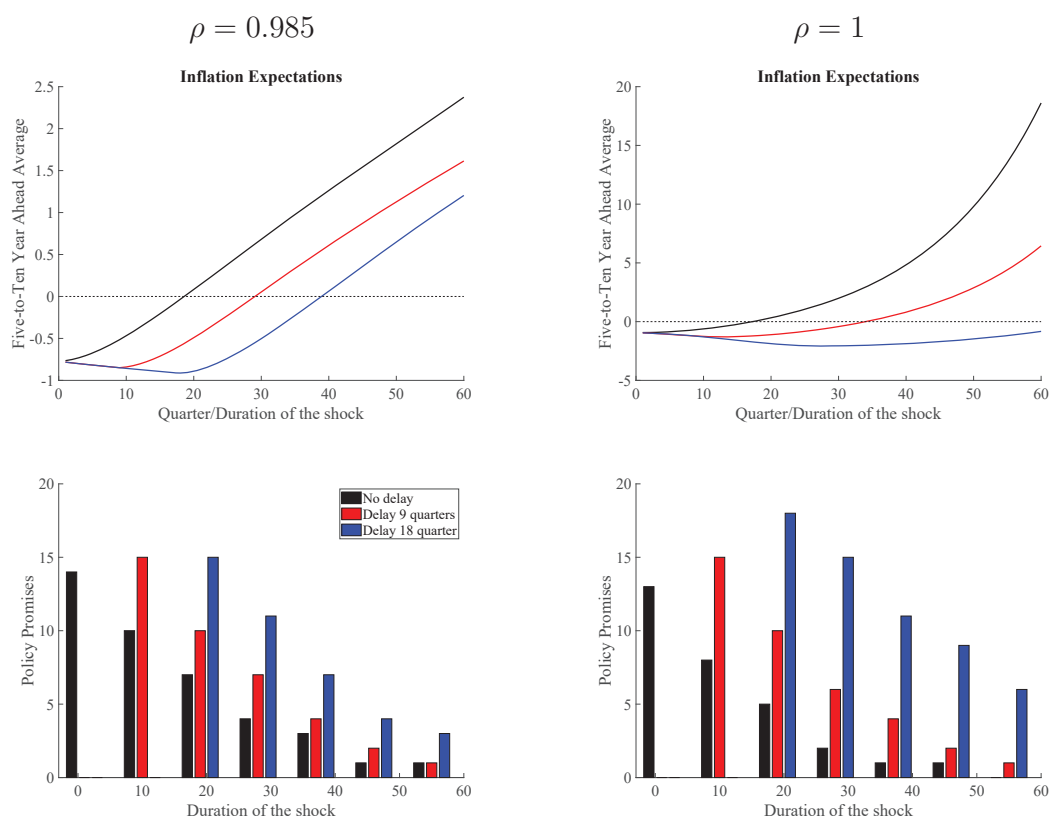 ρ = 0.985
ρ = 1
Inflation Expectations
Five-to-Ten Year Ahead Average
2.5
2
1.5
1
0.5
0
-0.5
-1
0 10 20 30 40 50 60
Quarter/Duration of the shock
Inflation Expectations
Five-to-Ten Year Ahead Average
20
15
10
5
0
-5
0 10 20 30 40 50 60
Quarter/Duration of the shock
Policy Promises
20
15
10
5
0
No delay
Delay 9 quarters
Delay 18 quarter
0 10 20 30 40 50 60
Duration of the shock
Policy Promises
20
15
10
5
0
0 10 20 30 40 50 60
Duration of the shock